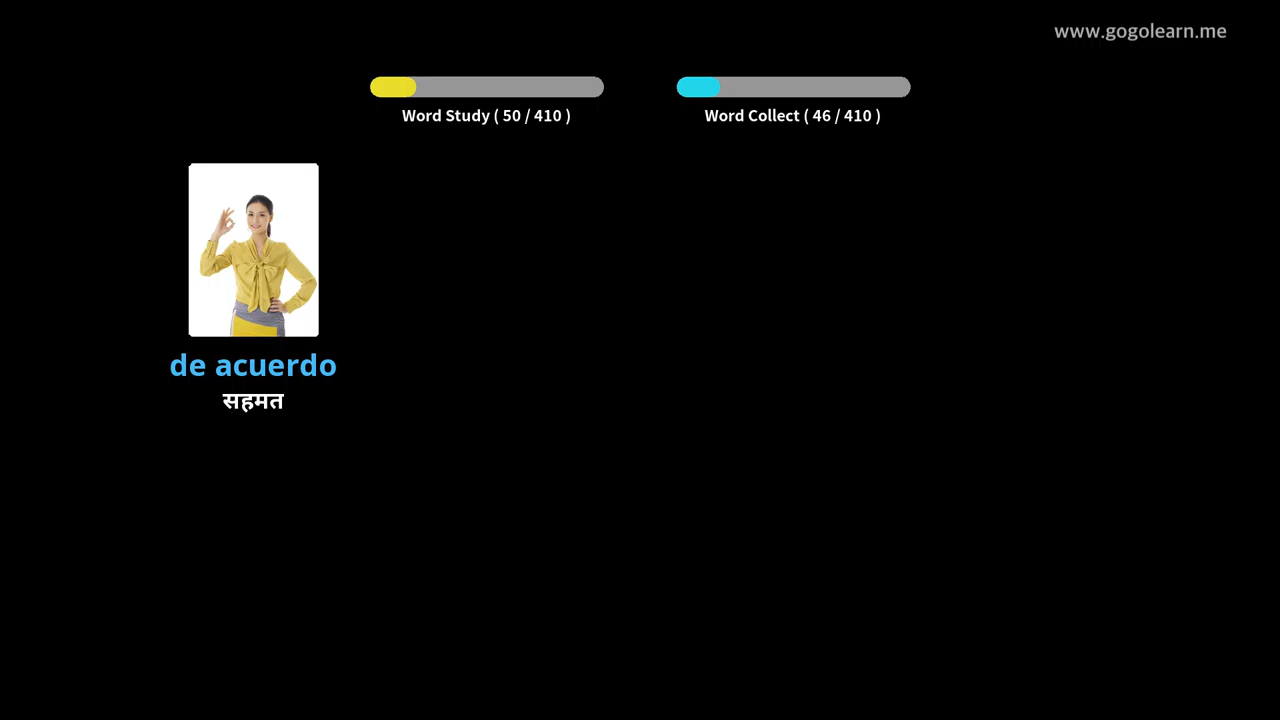 www.gogolearn.me
Word Study ( 50 / 410 )
Word Collect ( 46 / 410 )
de acuerdo
सहमत